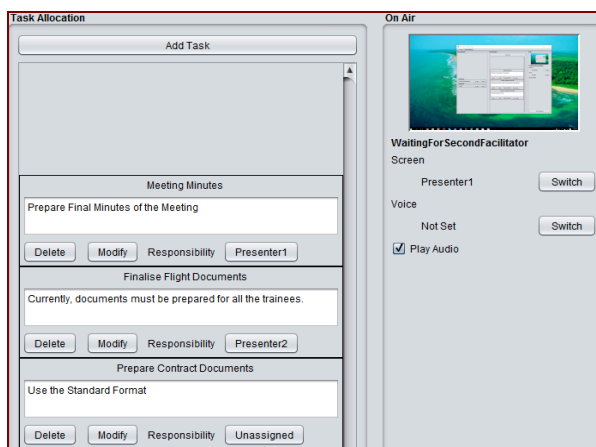 Task Allocation
Add Task
Meeting Minutes
Prepare Final Minutes of the Meeting
Delete Modify Responsibility Presenter1
Finalise Flight Documents
Currently, documents must be prepared for all the trainees.
Delete Modify Responsibility Presenter2
Prepare Contract Documents
Use the Standard Format
Delete Modify Responsibility Unassigned
On Air
WaitingForSecondFacilitator
Screen
Presenter1 Switch
Voice
Not Set Switch
Play Audio